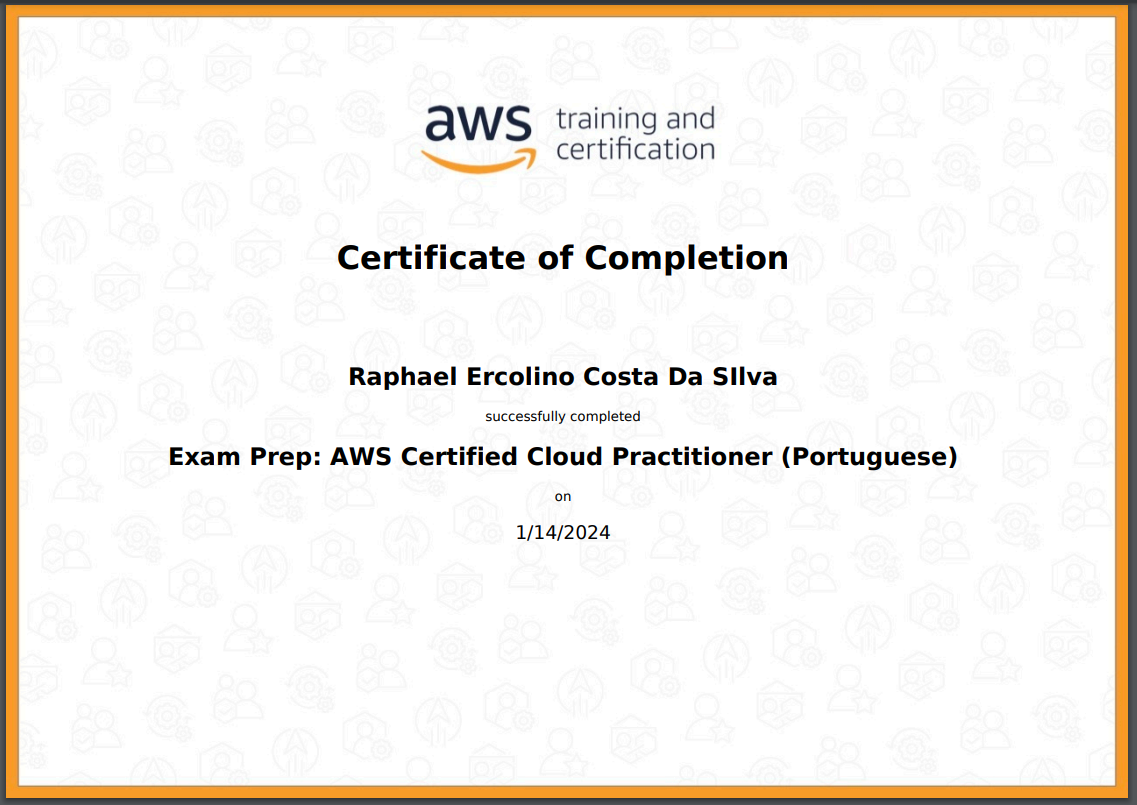 aws training and
certification
Certificate of Completion
Raphael Ercolino Costa Da SIlva
successfully completed
Exam Prep: AWS Certified Cloud Practitioner (Portuguese)
on
1/14/2024